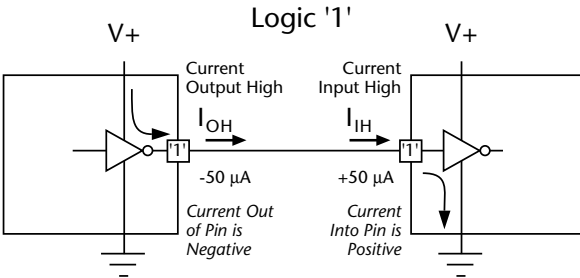 Logic '1'
V+
V+
Current
Output High
Current
Input High
I_OH
I_IH
'1'
'1'
-50 µA
+50 µA
Current Out
of Pin is
Negative
Current
Into Pin is
Positive